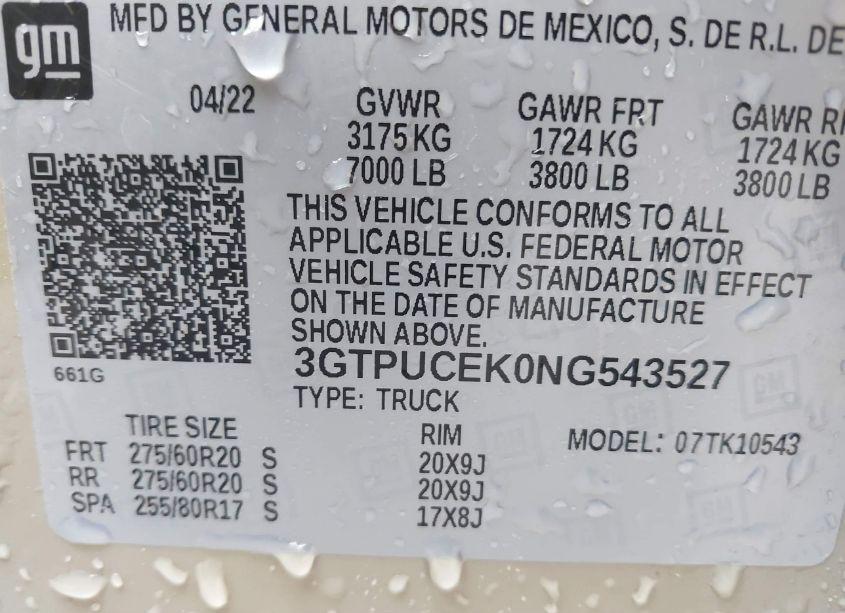 gm
MFD BY GENERAL MOTORS DE MEXICO, S. DE R.L. DE
04/22 GVWR GAWR FRT GAWR
3175 KG 1724 KG 1724 KG
7000 LB 3800 LB 3800 LB
THIS VEHICLE CONFORMS TO ALL
APPLICABLE U.S. FEDERAL MOTOR
VEHICLE SAFETY STANDARDS IN EFFECT
ON THE DATE OF MANUFACTURE
SHOWN ABOVE.
661G
3GTPUCEK0NG543527
TYPE: TRUCK
TIRE SIZE RIM MODEL: 07TK10543
FRT 275/60R20 S 20X9J
RR 275/60R20 S 20X9J
SPA 255/80R17 S 17X8J